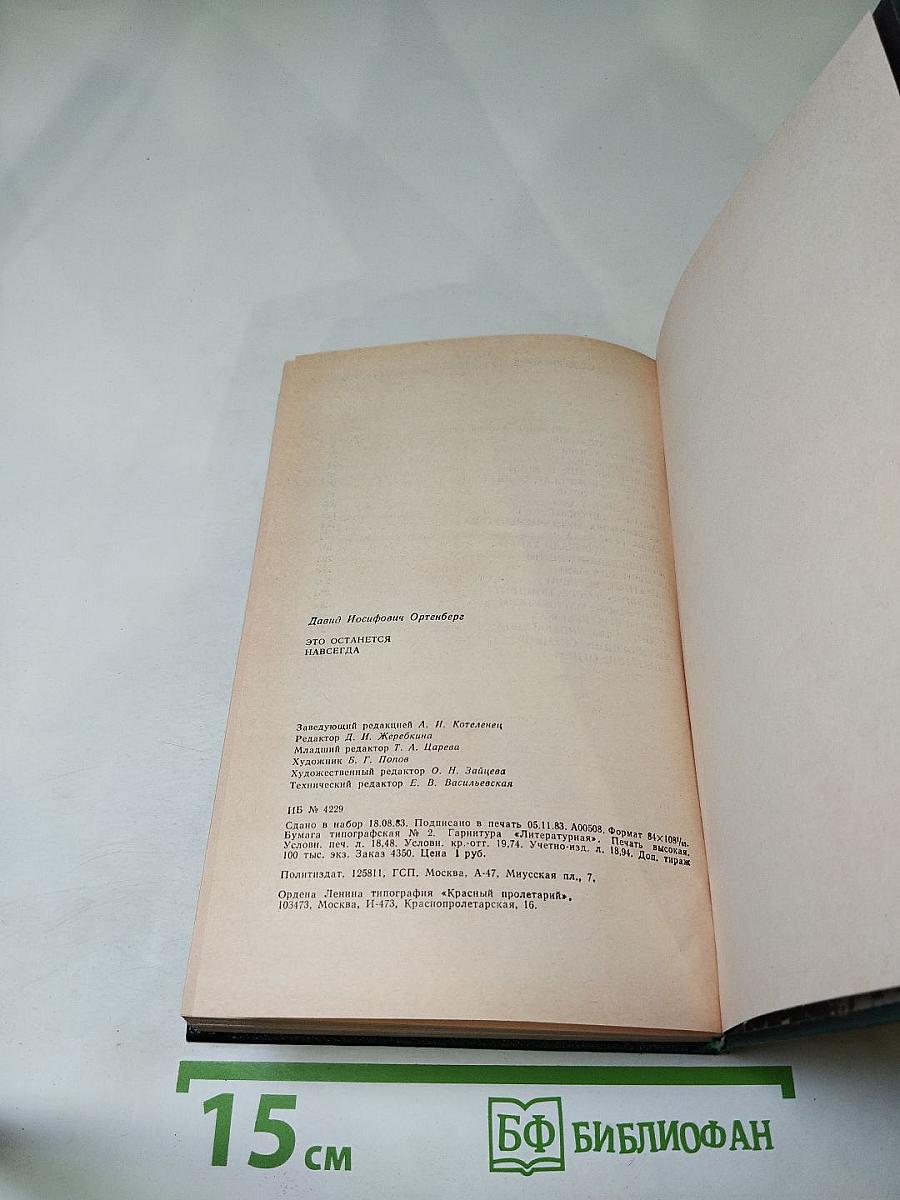 Давид Иосифович Ортенберг
ЭТО ОСТАНЕТСЯ
НАВСЕГДА
Заведующий редакцией А. И. Котеленец
Редактор Д. И. Жеребкина
Младший редактор Т. А. Царева
Художник Б. Г. Попов
Художественный редактор О. Н. Зайцева
Технический редактор Е. В. Васильевская
ИБ № 4229
Сдано в набор 18.08.83. Подписано в печать 05.11.83. А00508. Формат 84×108¹/₃₂.
Бумага типографская № 2. Гарнитура «Литературная». Печать высокая.
Условн. печ. л. 18,48. Условн. кр.-отт. 19,74. Учетно-изд. л. 18,94. Доп. тираж
100 тыс. экз. Заказ 4350. Цена 1 руб.
Политиздат. 125811, ГСП, Москва, А-47, Миусская пл., 7.
Ордена Ленина типография «Красный пролетарий».
103473, Москва, И-473, Краснопролетарская, 16.
15 см
БФ БИБЛИОФАН